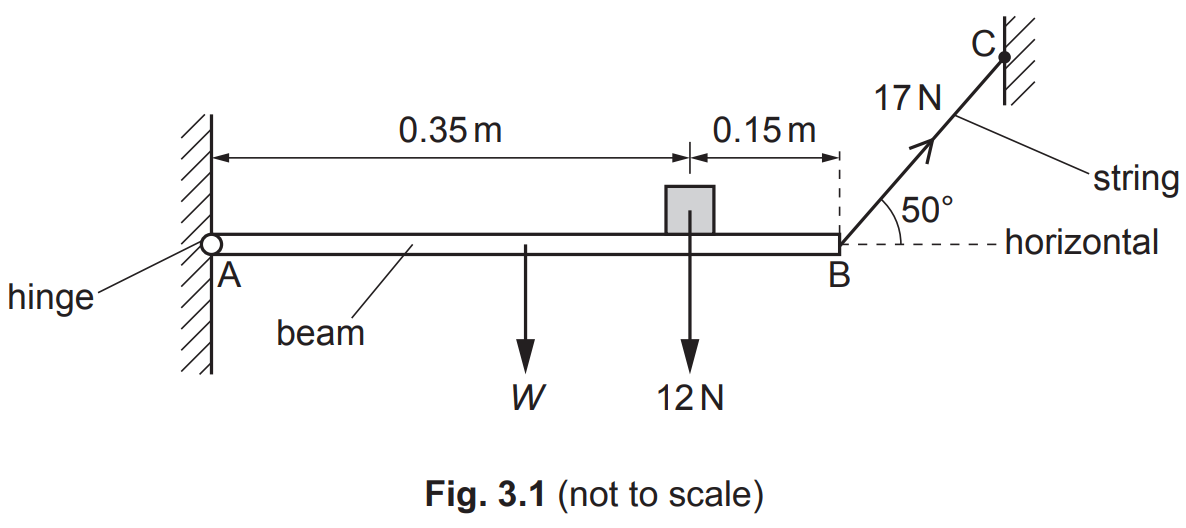 C
17 N
0.35 m
0.15 m
string
50°
horizontal
A
B
hinge
beam
W
12 N
Fig. 3.1 (not to scale)